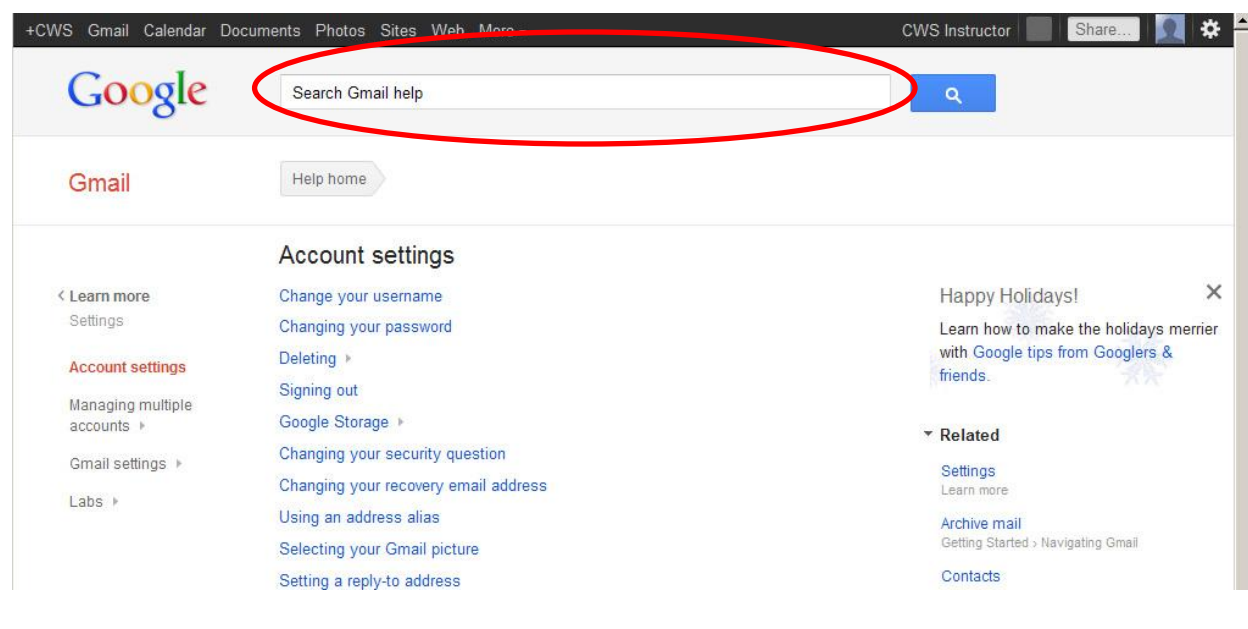 +CWS Gmail Calendar Documents Photos Sites Web More CWS Instructor Share...
Google
Search Gmail help
Gmail
Help home
Account settings
< Learn more
Settings
Account settings
Managing multiple
accounts
Gmail settings
Labs
Change your username
Changing your password
Deleting
Signing out
Google Storage
Changing your security question
Changing your recovery email address
Using an address alias
Selecting your Gmail picture
Setting a reply-to address
Happy Holidays!
Learn how to make the holidays merrier
with Google tips from Googlers &
friends.
Related
Settings
Learn more
Archive mail
Getting Started › Navigating Gmail
Contacts